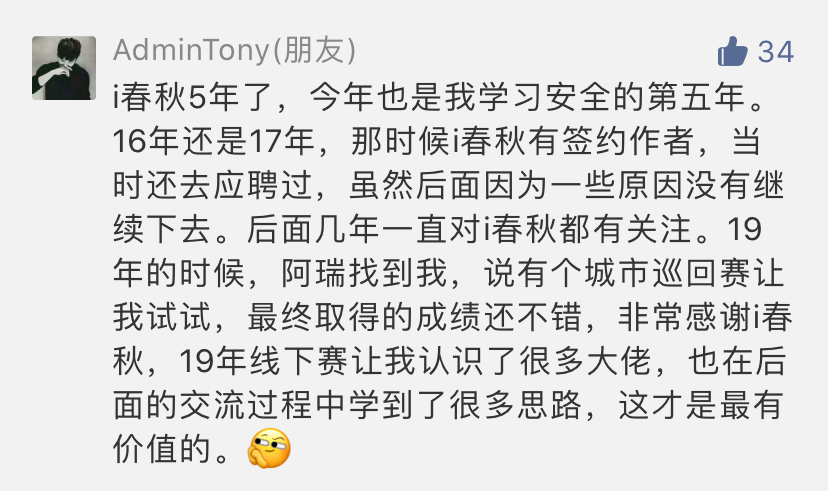 AdminTony(朋友)
34
i春秋5年了，今年也是我学习安全的第五年。
16年还是17年，那时候i春秋有签约作者，当
时还去应聘过，虽然后面因为一些原因没有继
续下去。后面几年一直对i春秋都有关注。19
年的时候，阿瑞找到我，说有个城市巡回赛让
我试试，最终取得的成绩还不错，非常感谢i春
秋，19年线下赛让我认识了很多大佬，也在后
面的交流过程中学到了很多思路，这才是最有
价值的。